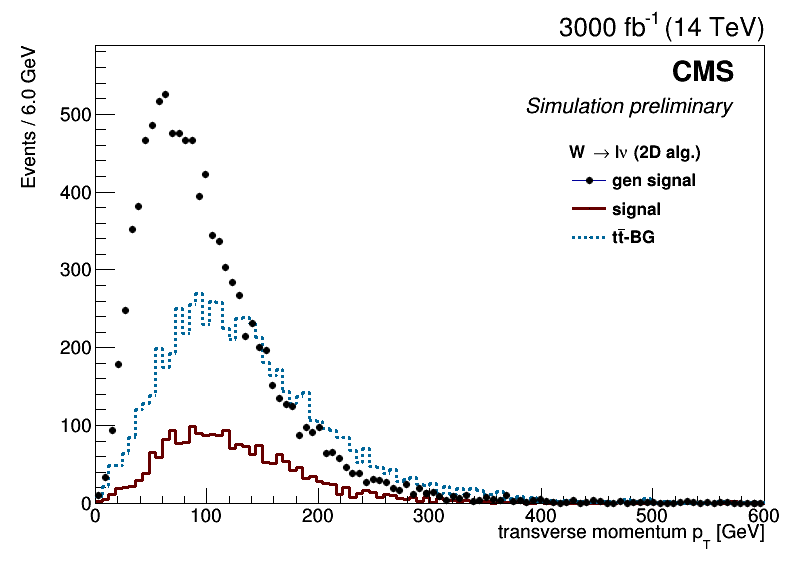 3000 fb⁻¹ (14 TeV)
CMS
Simulation preliminary
W → lν (2D alg.)
gen signal
signal
tt̄-BG
Events / 6.0 GeV
500
400
300
200
100
0
0 100 200 300 400 500 600
transverse momentum p_T [GeV]